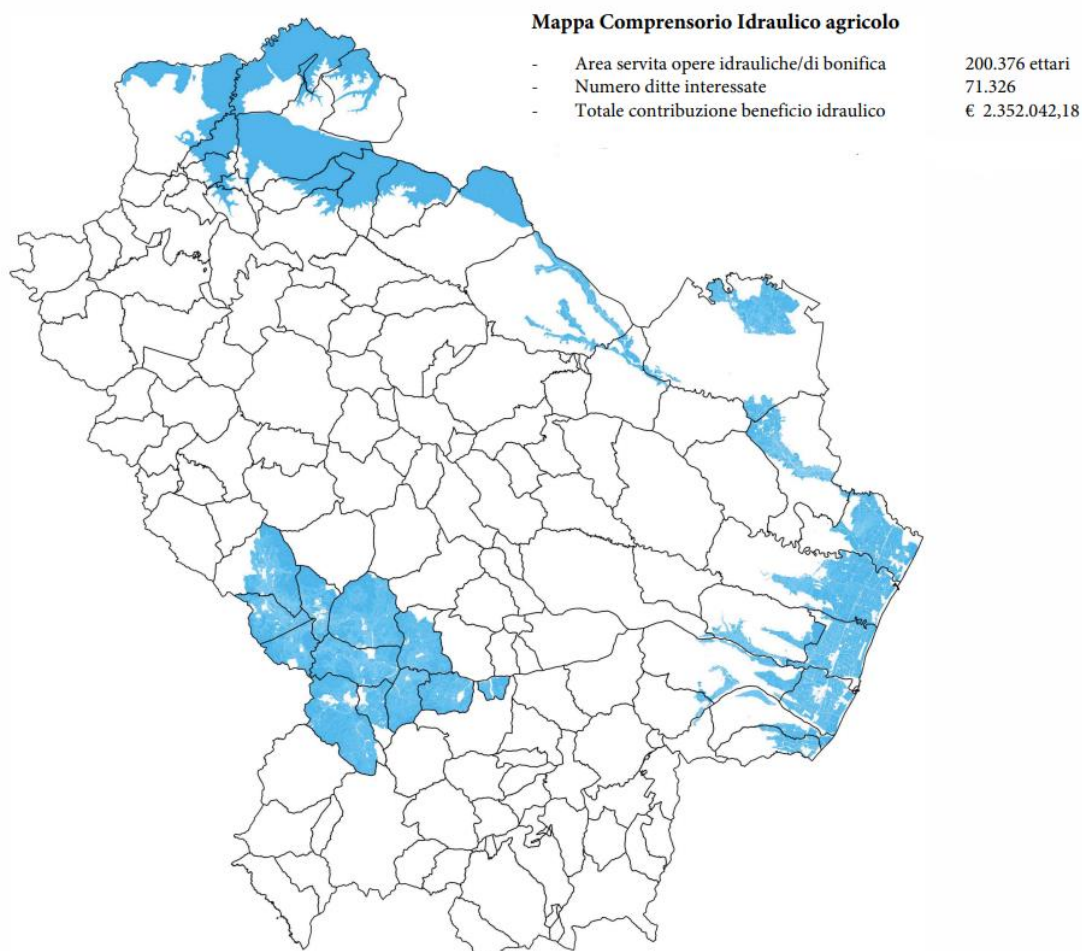 Mappa Comprensorio Idraulico agricolo
- Area servita opere idrauliche/di bonifica 200.376 ettari
- Numero ditte interessate 71.326
- Totale contribuzione beneficio idraulico € 2.352.042,18